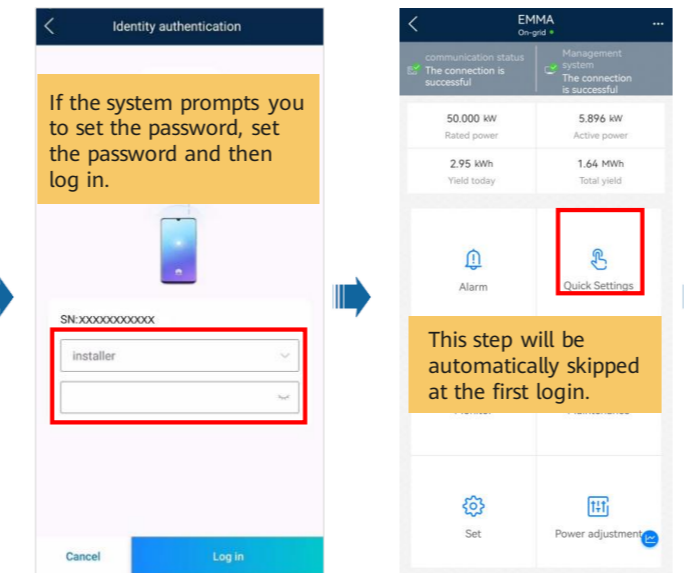 Identity authentication
If the system prompts you
to set the password, set
the password and then
log in.
SN:xxxxxxxxxxx
installer
Cancel
Log in
EMMA
On-grid
communication status
The connection is
successful
Management
system
The connection
is successful
50.000 kW
Rated power
5.896 kW
Active power
2.95 kWh
Yield today
1.64 MWh
Total yield
Alarm
Quick Settings
This step will be
automatically skipped
at the first login.
Set
Power adjustment